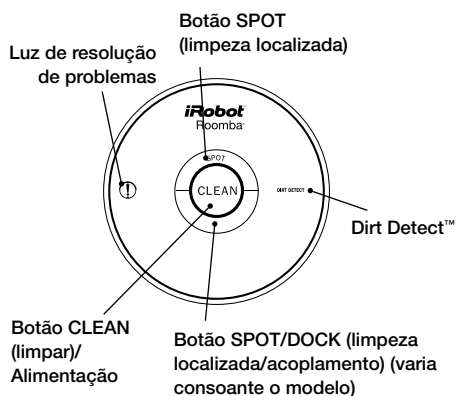 Botão SPOT
(limpeza localizada)
Luz de resolução
de problemas
iRobot
Roomba
SPOT
CLEAN
DIRT DETECT
Dirt Detect™
Botão CLEAN
(limpar)/
Alimentação
Botão SPOT/DOCK (limpeza
localizada/acoplamento) (varia
consoante o modelo)